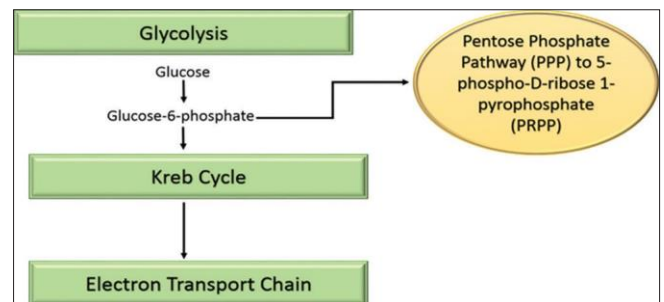 Glycolysis
Glucose
Glucose-6-phosphate
Pentose Phosphate
Pathway (PPP) to 5-
phospho-D-ribose 1-
pyrophosphate
(PRPP)
Kreb Cycle
Electron Transport Chain